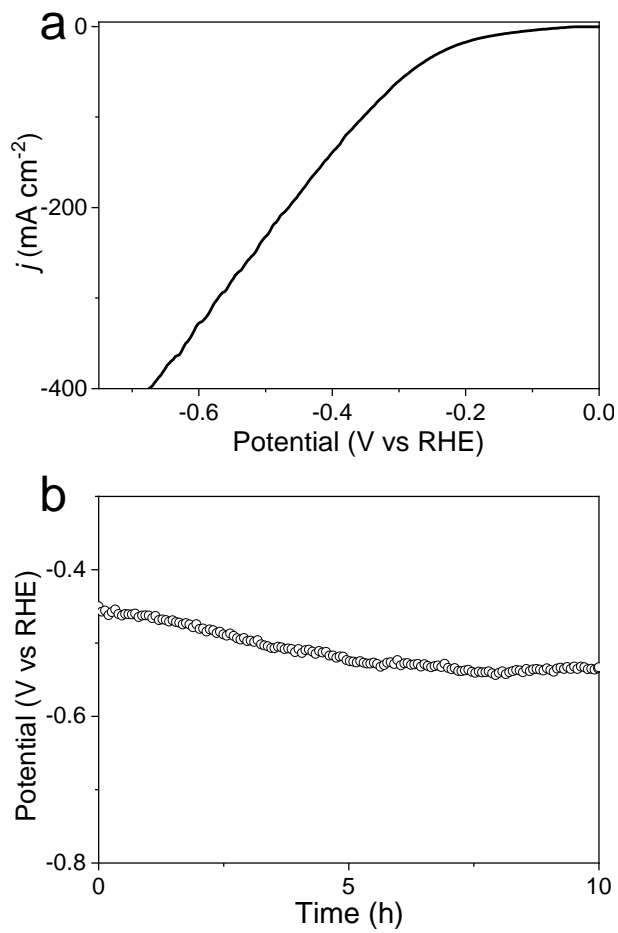 a
0
-200
-400
j (mA cm⁻²)
-0.6 -0.4 -0.2 0.0
Potential (V vs RHE)
b
-0.4
-0.6
-0.8
Potential (V vs RHE)
0 5 10
Time (h)